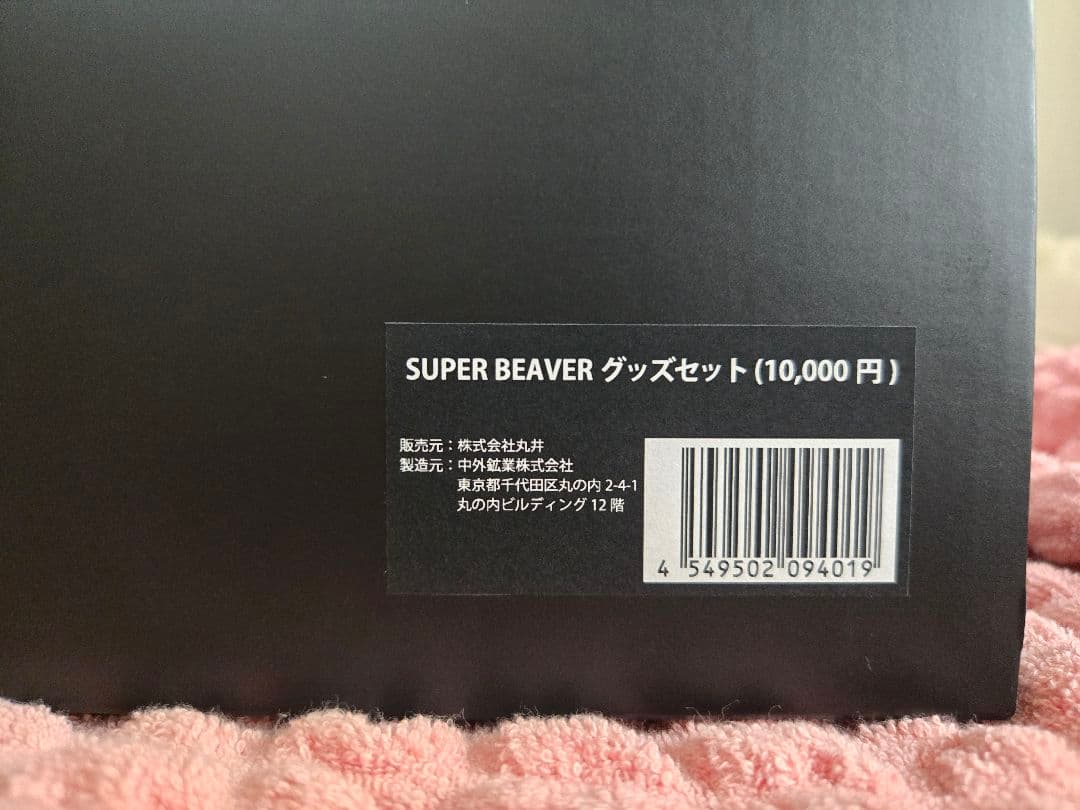 SUPER BEAVER グッズセット (10,000 円 )
販売元：株式会社丸井
製造元：中外鉱業株式会社
東京都千代田区丸の内 2-4-1
丸の内ビルディング 12 階
4 549502 094019